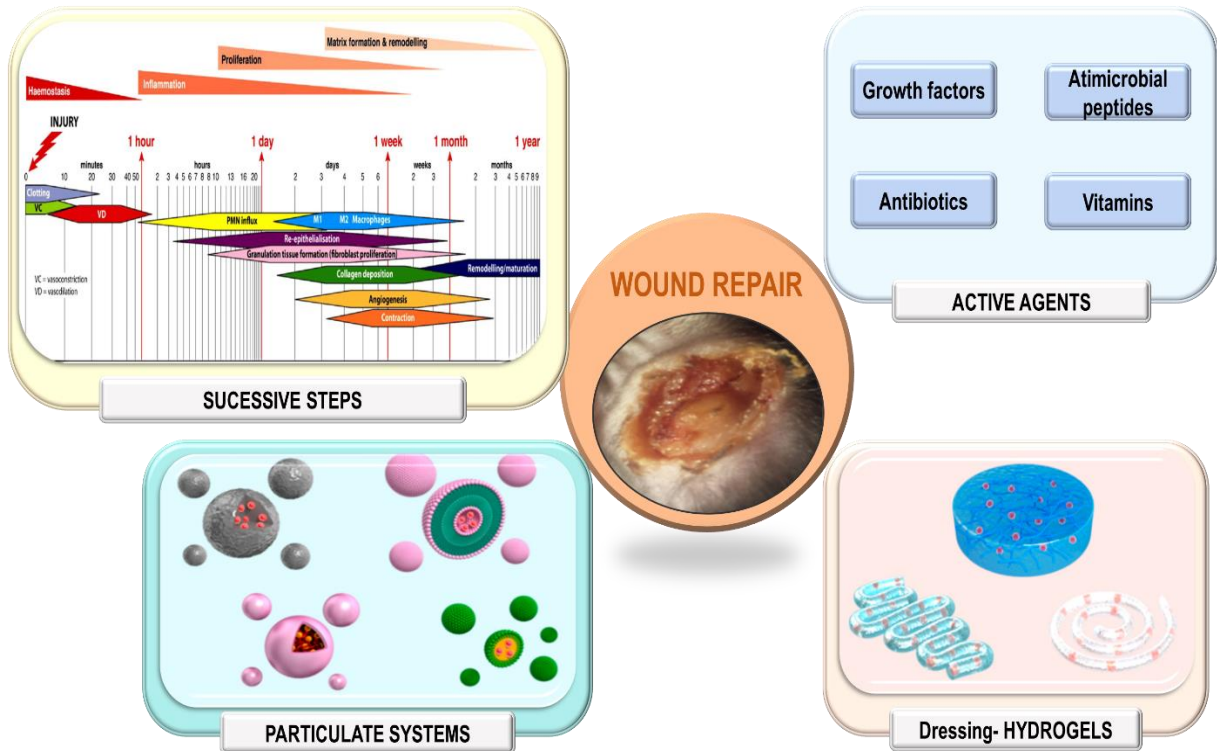 Matrix formation & remodelling
Proliferation
Haemostasis
Inflammation
INJURY
1 hour
1 day
1 week
1 month
1 year
minutes
hours
days
weeks
months
0 10 20 30 40 50 2 3 4 5 6 7 8 10 13 16 20 2 3 4 5 6 2 3 2 3 4 5 6 7 8 9
Clotting
VC
VD
PMN influx
M1
M2 Macrophages
Re-epithelialisation
Granulation tissue formation (fibroblast proliferation)
Collagen deposition
Remodelling/maturation
Angiogenesis
Contraction
VC = vasoconstriction
VD = vasodilation
SUCESSIVE STEPS
WOUND REPAIR
Growth factors
Atimicrobial
peptides
Antibiotics
Vitamins
ACTIVE AGENTS
PARTICULATE SYSTEMS
Dressing- HYDROGELS